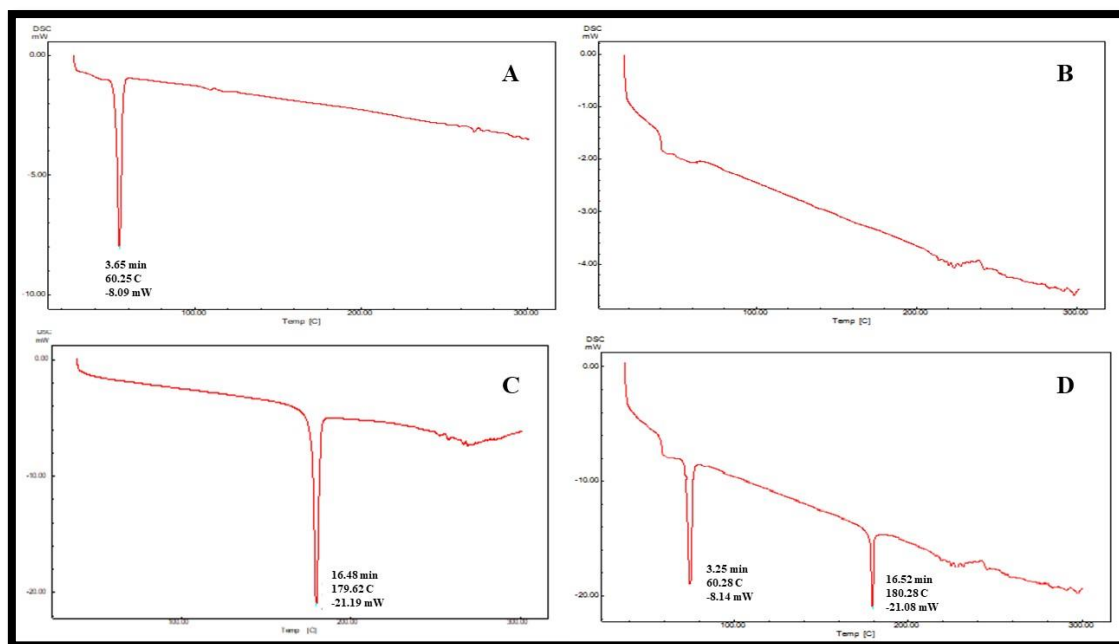 DSC
mW
0.00
A
-5.00
3.65 min
60.25 C
-8.09 mW
-10.00
100.00
200.00
300.00
Temp [C]
DSC
mW
0.00
B
-1.00
-2.00
-3.00
-4.00
100.00
200.00
300.00
Temp [C]
DSC
mW
0.00
C
-10.00
16.48 min
179.62 C
-21.19 mW
-20.00
100.00
200.00
300.00
Temp [C]
DSC
mW
0.00
D
-10.00
3.25 min
60.28 C
-8.14 mW
16.52 min
180.28 C
-21.08 mW
-20.00
100.00
200.00
300.00
Temp [C]